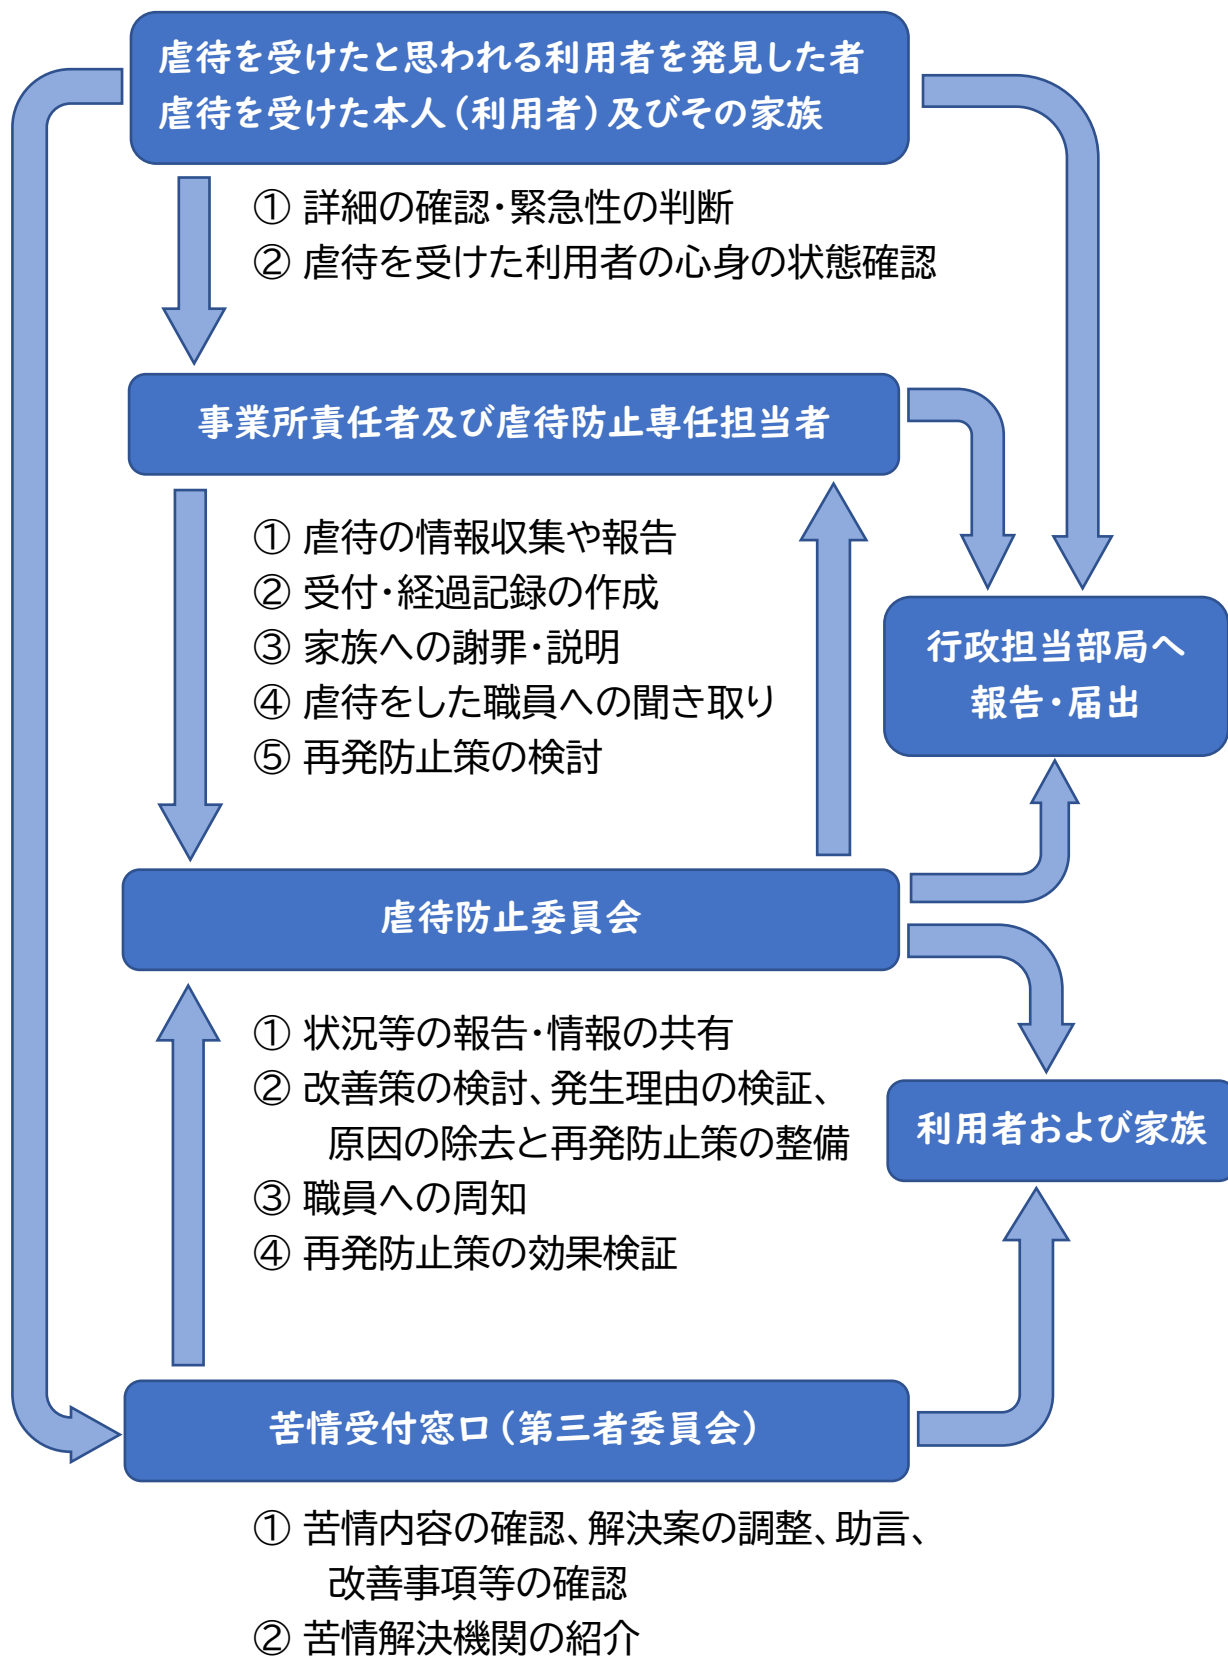 虐待を受けたと思われる利用者を発見した者
虐待を受けた本人(利用者)及びその家族
① 詳細の確認・緊急性の判断
② 虐待を受けた利用者の心身の状態確認
事業所責任者及び虐待防止専任担当者
① 虐待の情報収集や報告
② 受付・経過記録の作成
③ 家族への謝罪・説明
④ 虐待をした職員への聞き取り
⑤ 再発防止策の検討
行政担当部局へ
報告・届出
虐待防止委員会
① 状況等の報告・情報の共有
② 改善策の検討、発生理由の検証、
原因の除去と再発防止策の整備
③ 職員への周知
④ 再発防止策の効果検証
利用者および家族
苦情受付窓口(第三者委員会)
① 苦情内容の確認、解決案の調整、助言、
改善事項等の確認
② 苦情解決機関の紹介